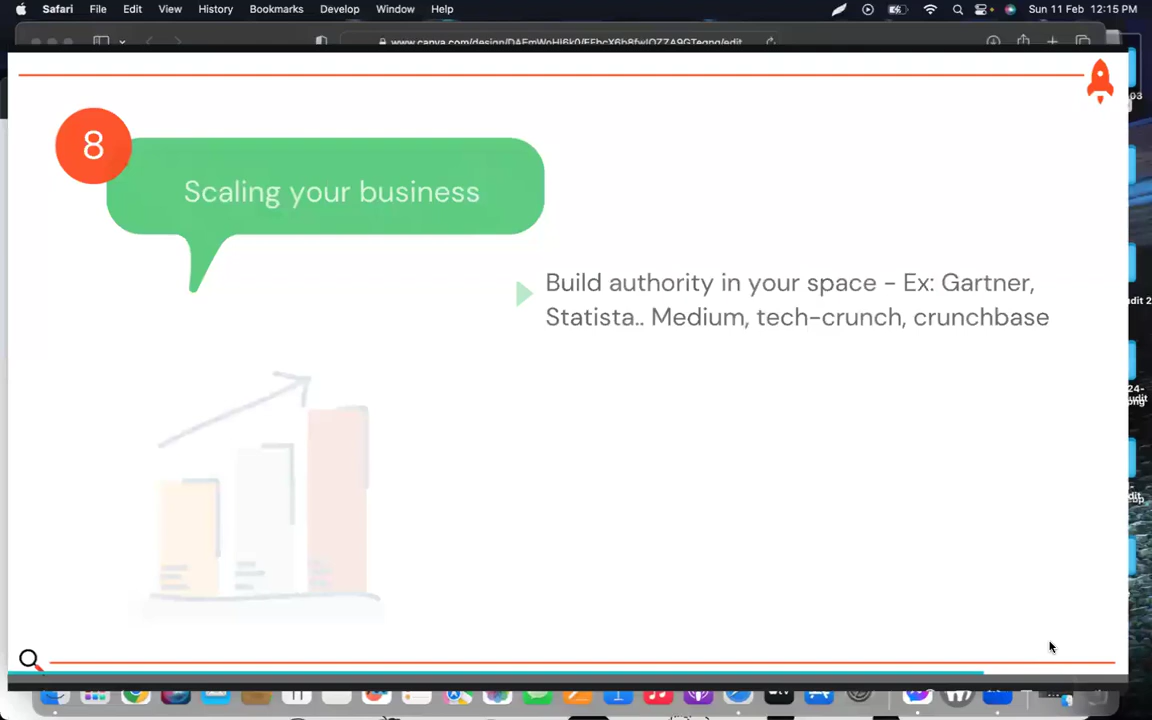 Safari File Edit View History Bookmarks Develop Window Help Sun 11 Feb 12:15 PM
8
Scaling your business
Build authority in your space - Ex: Gartner,
Statista.. Medium, tech-crunch, crunchbase